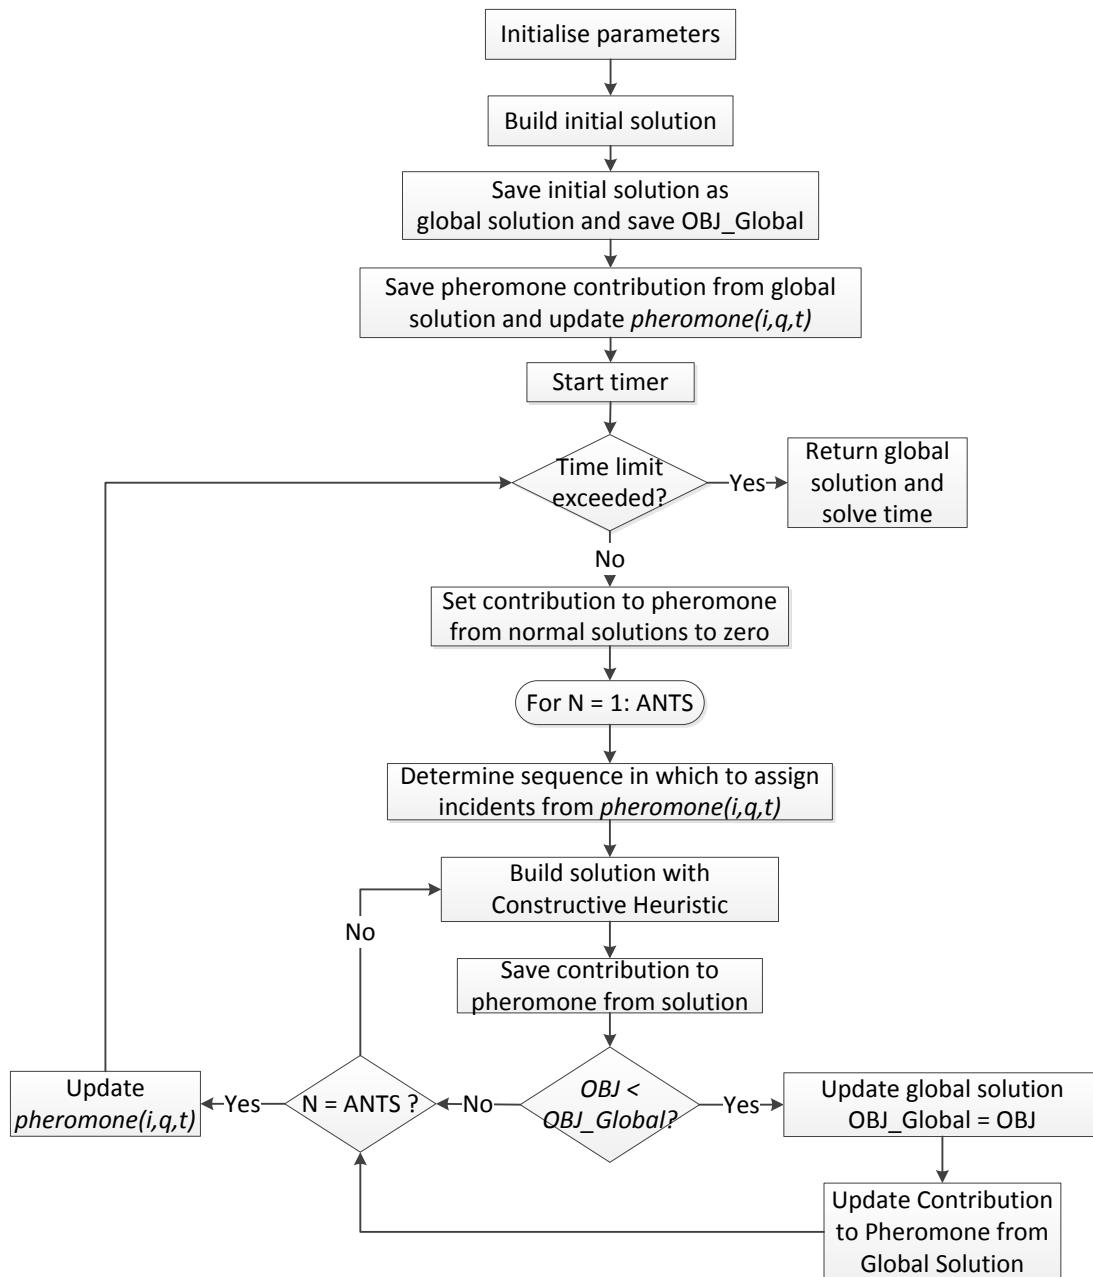 Initialise parameters
Build initial solution
Save initial solution as
global solution and save OBJ_Global
Save pheromone contribution from global
solution and update pheromone(i,q,t)
Start timer
Time limit
exceeded?
Yes
Return global
solution and
solve time
No
Set contribution to pheromone
from normal solutions to zero
For N = 1: ANTS
Determine sequence in which to assign
incidents from pheromone(i,q,t)
Build solution with
Constructive Heuristic
No
Save contribution to
pheromone from solution
Update
pheromone(i,q,t)
Yes
N = ANTS ?
No
OBJ <
OBJ_Global?
Yes
Update global solution
OBJ_Global = OBJ
Update Contribution
to Pheromone from
Global Solution